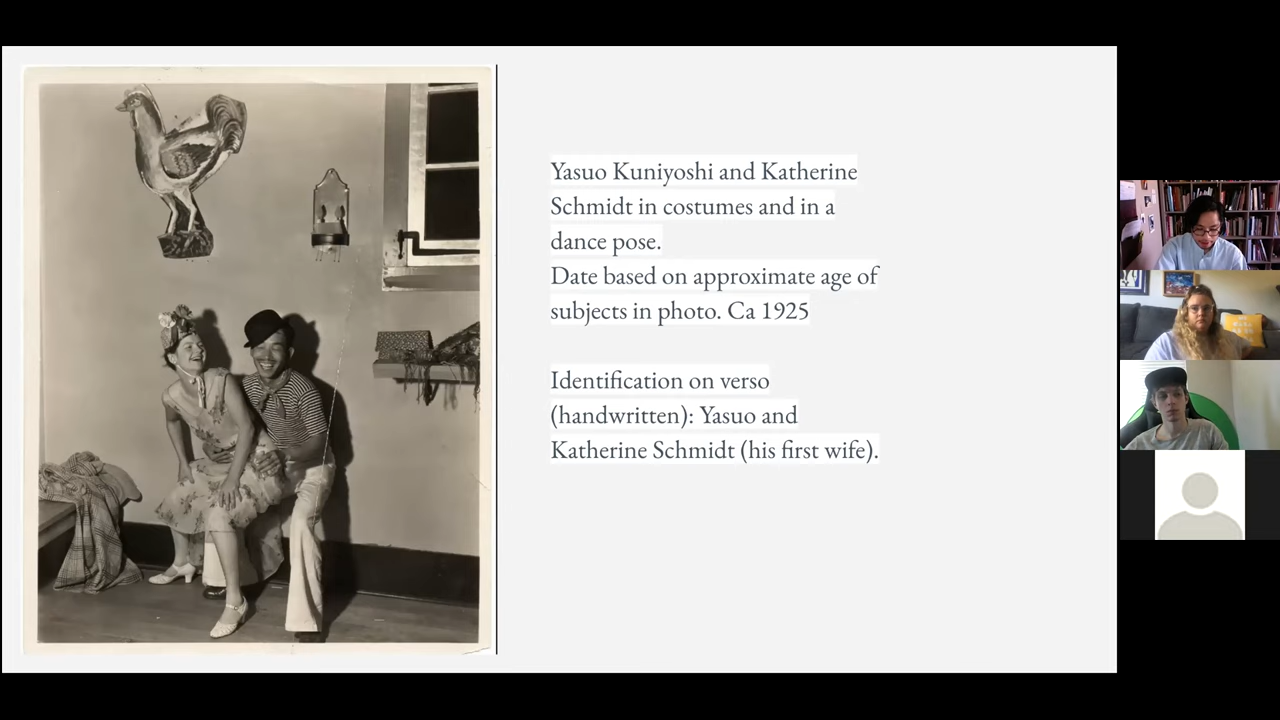 Yasuo Kuniyoshi and Katherine
Schmidt in costumes and in a
dance pose.
Date based on approximate age of
subjects in photo. Ca 1925
Identification on verso
(handwritten): Yasuo and
Katherine Schmidt (his first wife).